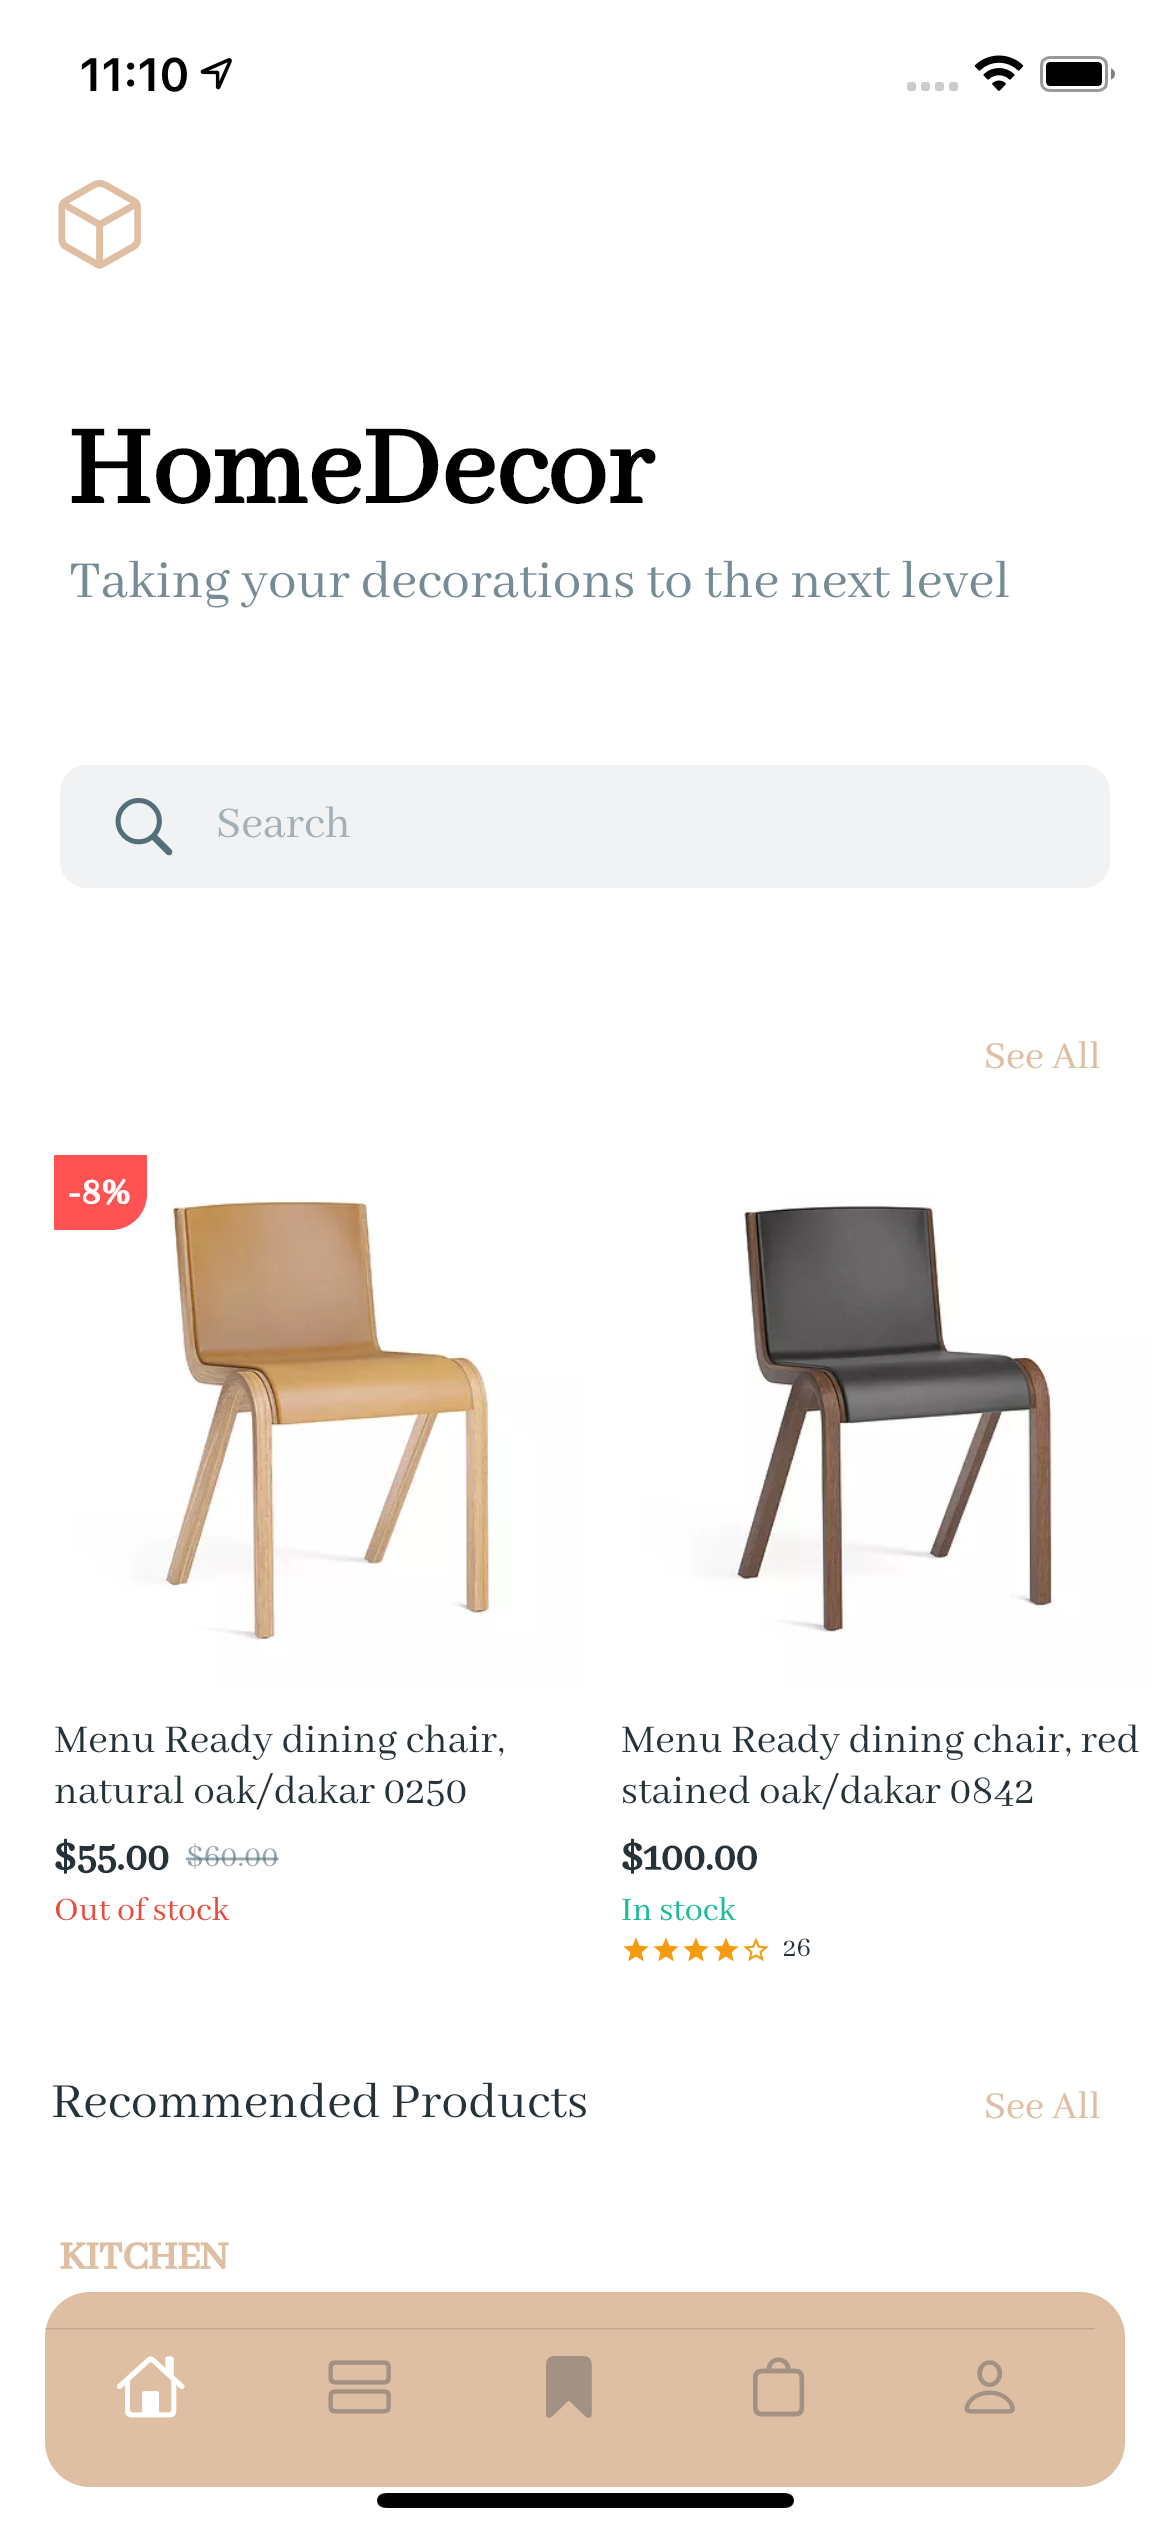 11:10
HomeDecor
Taking your decorations to the next level
Search
See All
-8%
Menu Ready dining chair,
natural oak/dakar 0250
$55.00 $60.00
Out of stock
Menu Ready dining chair, red
stained oak/dakar 0842
$100.00
In stock
26
Recommended Products
See All
KITCHEN